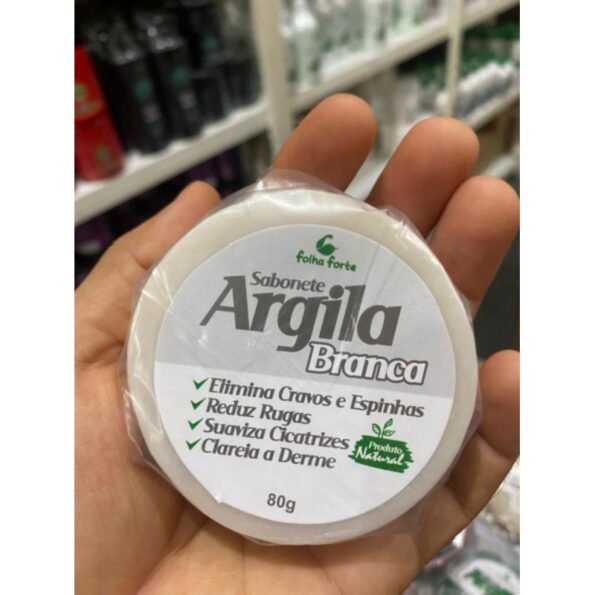 folha forte
Sabonete
Argila
Branca
✓ Elimina Cravos e Espinhas
✓ Reduz Rugas
✓ Suaviza Cicatrizes
✓ Clareia a Derme
Produto
Natural
80g